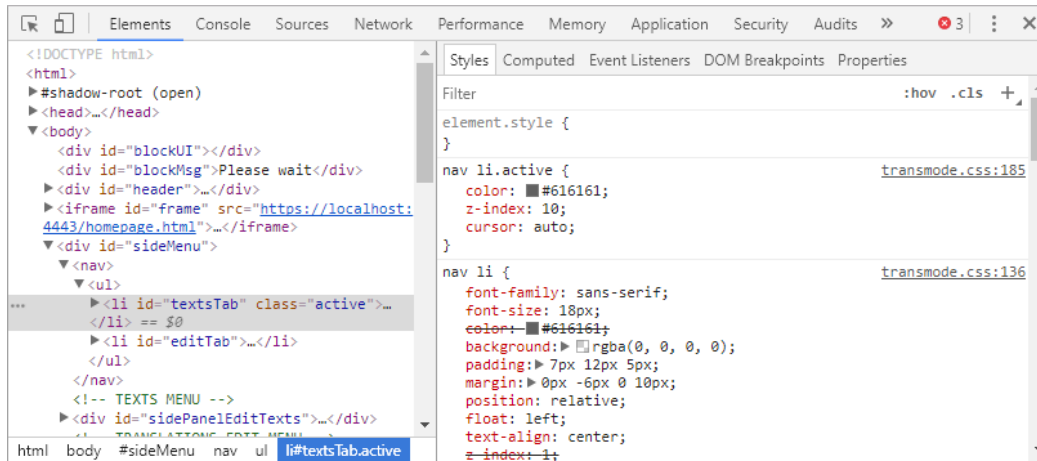 Elements Console Sources Network Performance Memory Application Security Audits » 3
<!DOCTYPE html>
<html>
▶#shadow-root (open)
▶<head>…</head>
▼<body>
<div id="blockUI"></div>
<div id="blockMsg">Please wait</div>
▶<div id="header">…</div>
▶<iframe id="frame" src="https://localhost:
4443/homepage.html">…</iframe>
▼<div id="sideMenu">
▼<nav>
▼<ul>
… ▶<li id="textsTab" class="active">…
</li> == $0
▶<li id="editTab">…</li>
</ul>
</nav>
<!-- TEXTS MENU -->
▶<div id="sidePanelEditTexts">…</div>
<!-- TRANSLATIONS EDIT MENU -->
html body #sideMenu nav ul li#textsTab.active
Styles Computed Event Listeners DOM Breakpoints Properties
Filter :hov .cls +
element.style {
}
nav li.active { transmode.css:185
color: #616161;
z-index: 10;
cursor: auto;
}
nav li { transmode.css:136
font-family: sans-serif;
font-size: 18px;
color: #616161;
background:▶ rgba(0, 0, 0, 0);
padding:▶ 7px 12px 5px;
margin:▶ 0px -6px 0 10px;
position: relative;
float: left;
text-align: center;
z-index: 1;